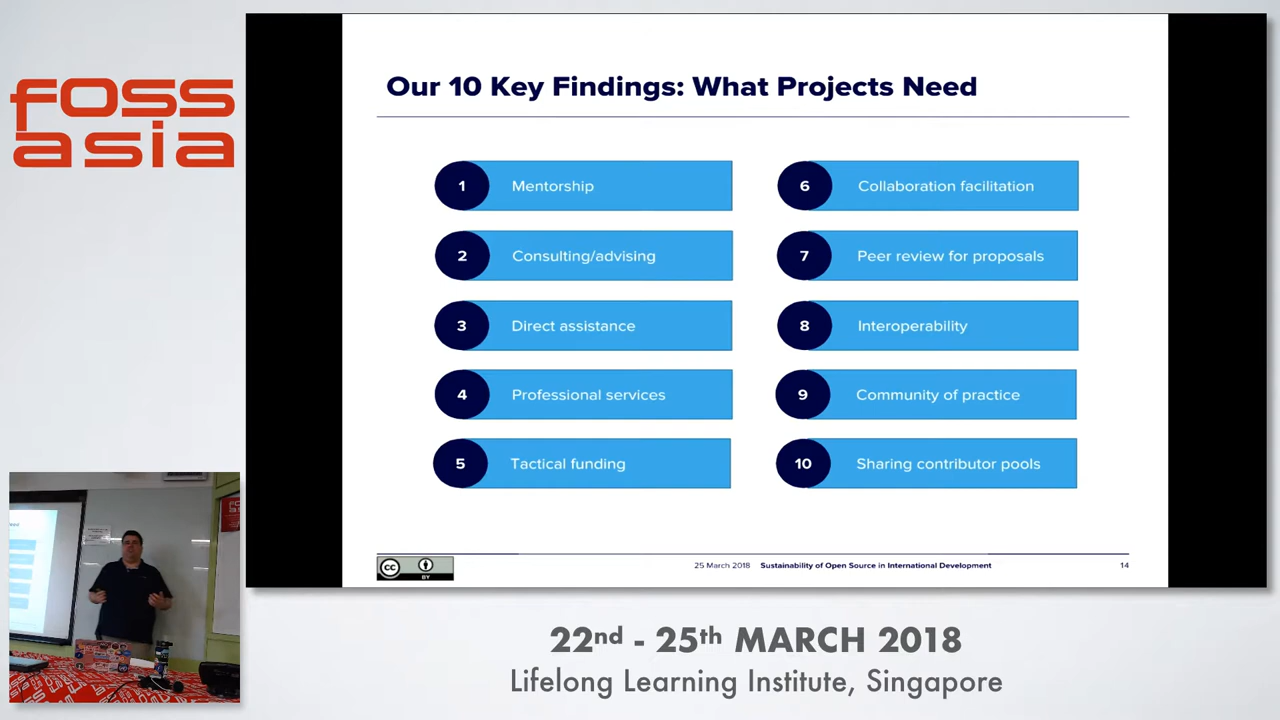 foss
asia
Our 10 Key Findings: What Projects Need
1 Mentorship
2 Consulting/advising
3 Direct assistance
4 Professional services
5 Tactical funding
6 Collaboration facilitation
7 Peer review for proposals
8 Interoperability
9 Community of practice
10 Sharing contributor pools
CC BY
25 March 2018 Sustainability of Open Source in International Development 14
22nd - 25th MARCH 2018
Lifelong Learning Institute, Singapore